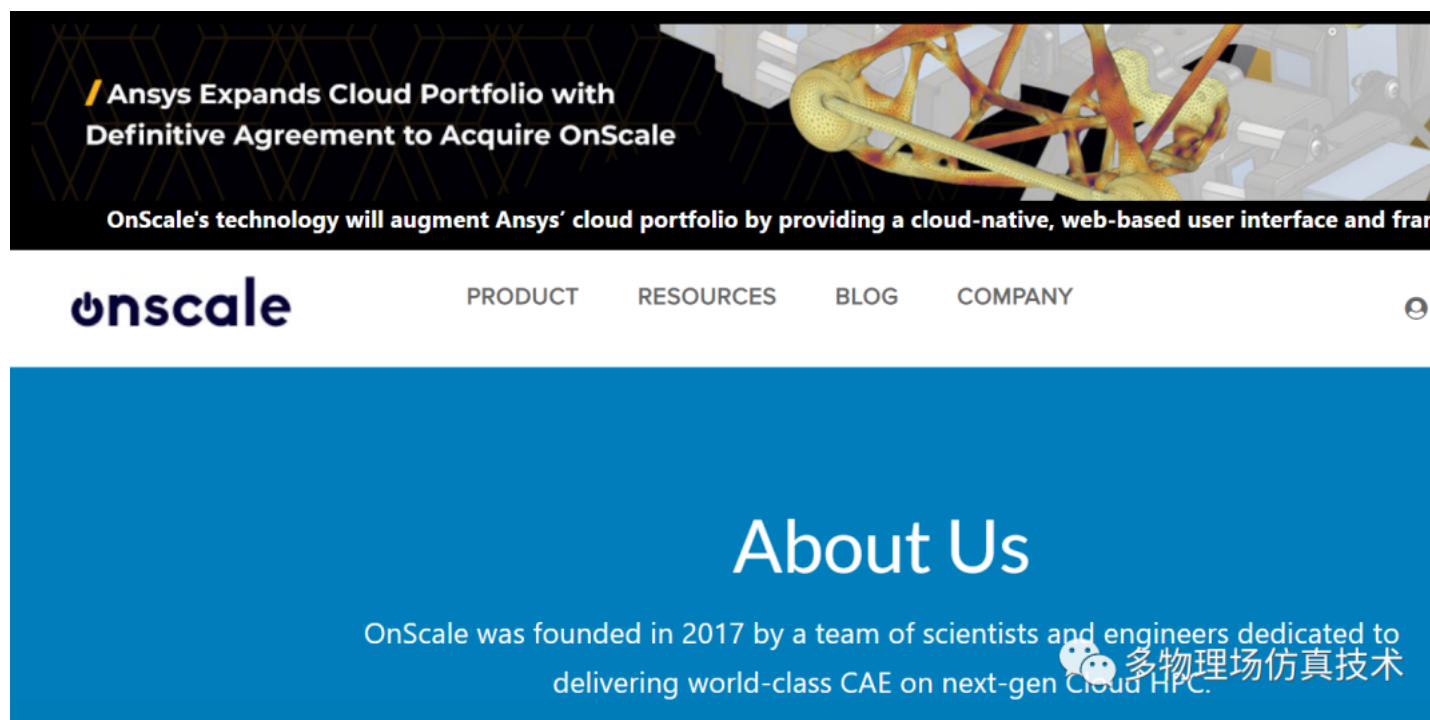 Ansys Expands Cloud Portfolio with
Definitive Agreement to Acquire OnScale
OnScale's technology will augment Ansys’ cloud portfolio by providing a cloud-native, web-based user interface and
onscale
PRODUCT RESOURCES BLOG COMPANY
About Us
OnScale was founded in 2017 by a team of scientists and engineers dedicated to
delivering world-class CAE on next-gen Cloud HPC.
多物理场仿真技术